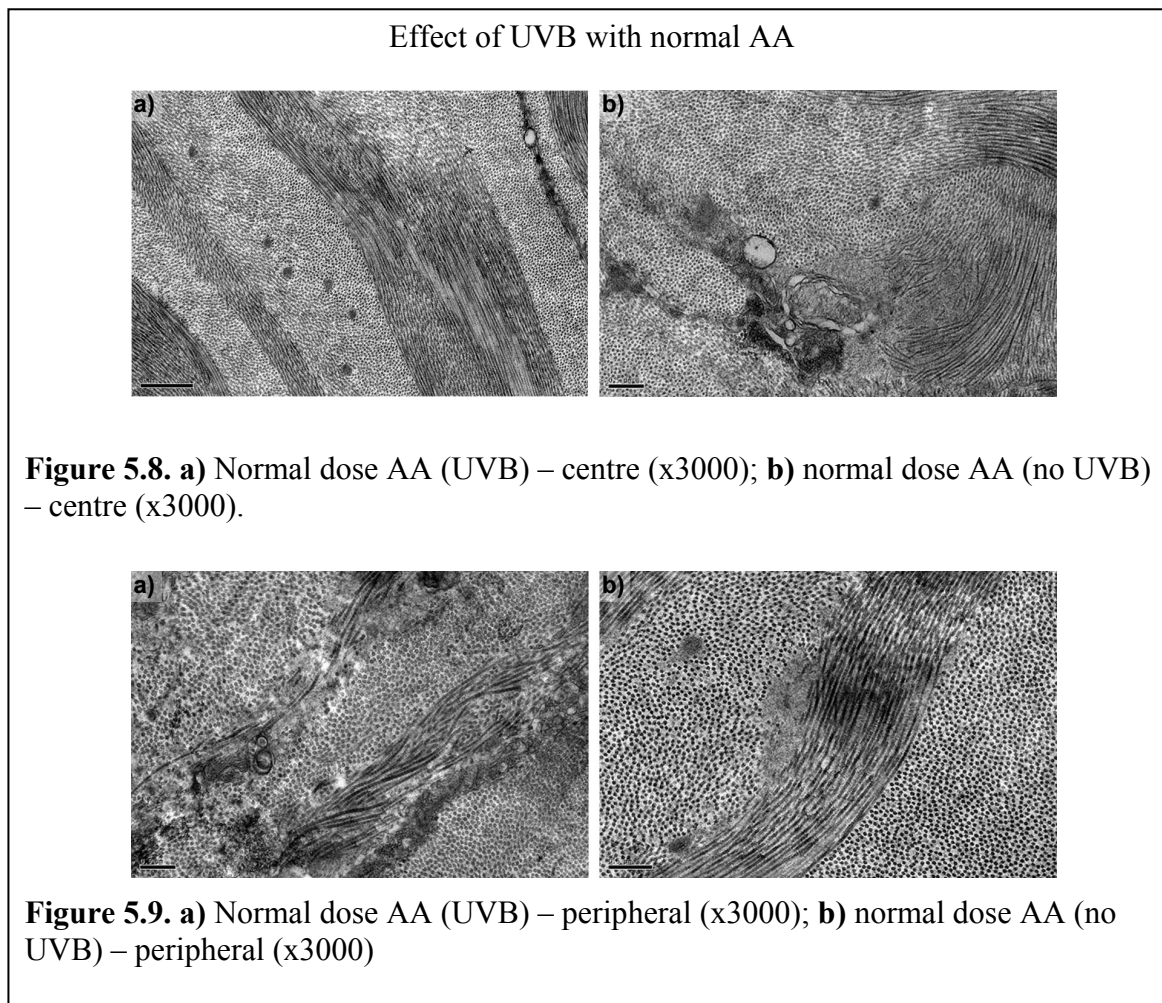 Effect of UVB with normal AA
a)
b)
Figure 5.8. a) Normal dose AA (UVB) – centre (x3000); b) normal dose AA (no UVB)
– centre (x3000).
a)
b)
Figure 5.9. a) Normal dose AA (UVB) – peripheral (x3000); b) normal dose AA (no
UVB) – peripheral (x3000)